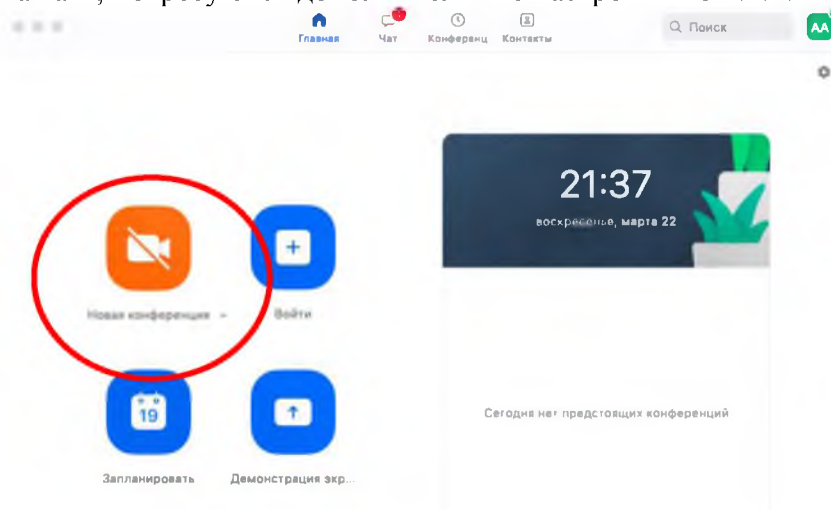 Главная
Чат
Конференц
Контакты
Поиск
AA
21:37
воскресенье, марта 22
Новая конференция
Войти
19
Запланировать
Демонстрация экр...
Сегодня нет предстоящих конференций